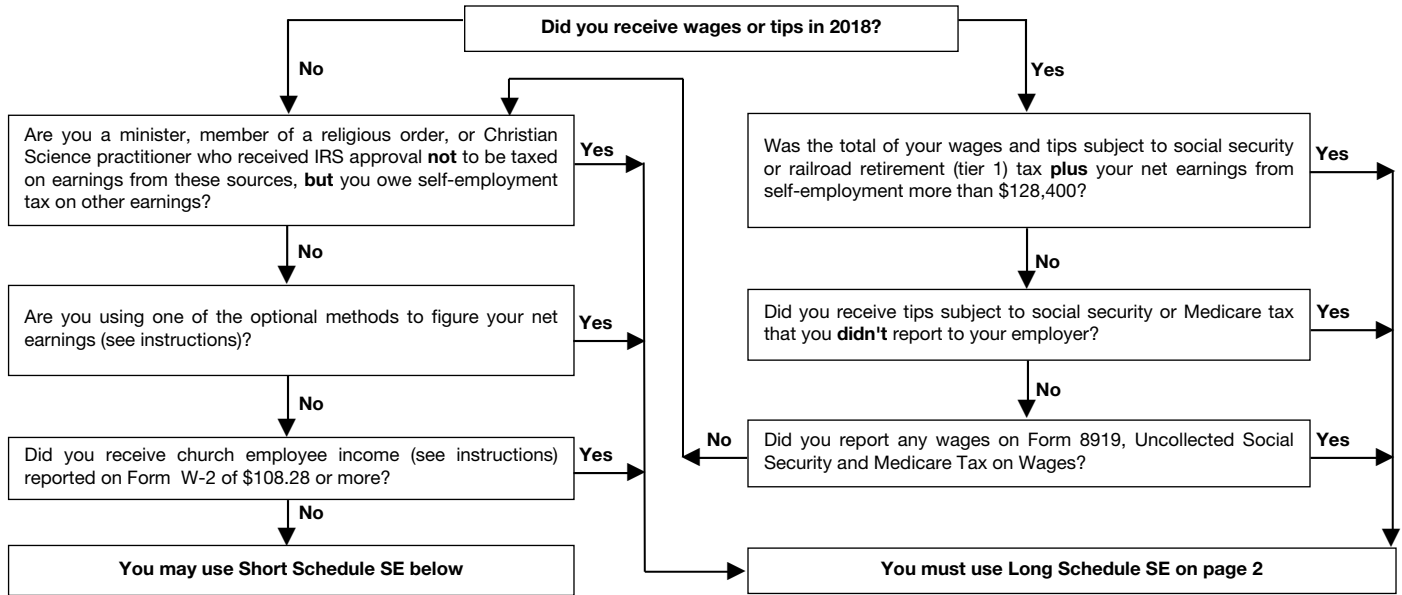 Did you receive wages or tips in 2018?
No
Yes
Are you a minister, member of a religious order, or Christian
Science practitioner who received IRS approval not to be taxed
on earnings from these sources, but you owe self-employment
tax on other earnings?
Yes
Was the total of your wages and tips subject to social security
or railroad retirement (tier 1) tax plus your net earnings from
self-employment more than $128,400?
Yes
No
No
Are you using one of the optional methods to figure your net
earnings (see instructions)?
Yes
Did you receive tips subject to social security or Medicare tax
that you didn't report to your employer?
Yes
No
No
Did you receive church employee income (see instructions)
reported on Form W-2 of $108.28 or more?
Yes
No
Did you report any wages on Form 8919, Uncollected Social
Security and Medicare Tax on Wages?
Yes
No
You may use Short Schedule SE below
You must use Long Schedule SE on page 2